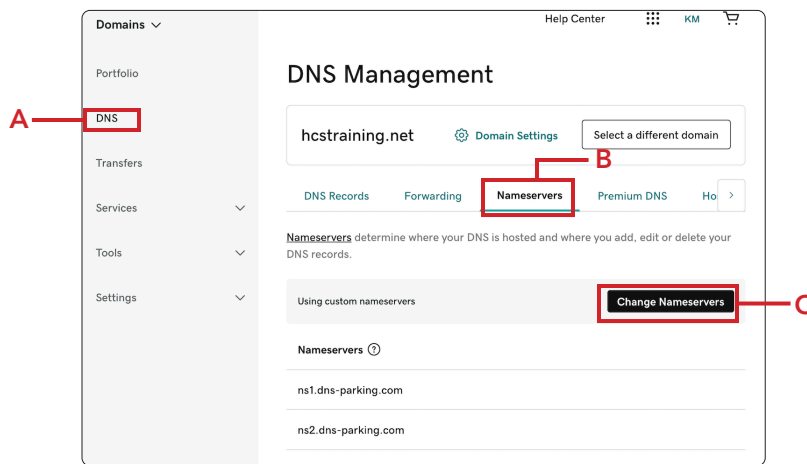 Domains
Help Center
KM
Portfolio
DNS
Transfers
Services
Tools
Settings
A
DNS Management
hcstraining.net
Domain Settings
Select a different domain
B
DNS Records Forwarding Nameservers Premium DNS Ho
Nameservers determine where your DNS is hosted and where you add, edit or delete your
DNS records.
Using custom nameservers
Change Nameservers
C
Nameservers ?
ns1.dns-parking.com
ns2.dns-parking.com